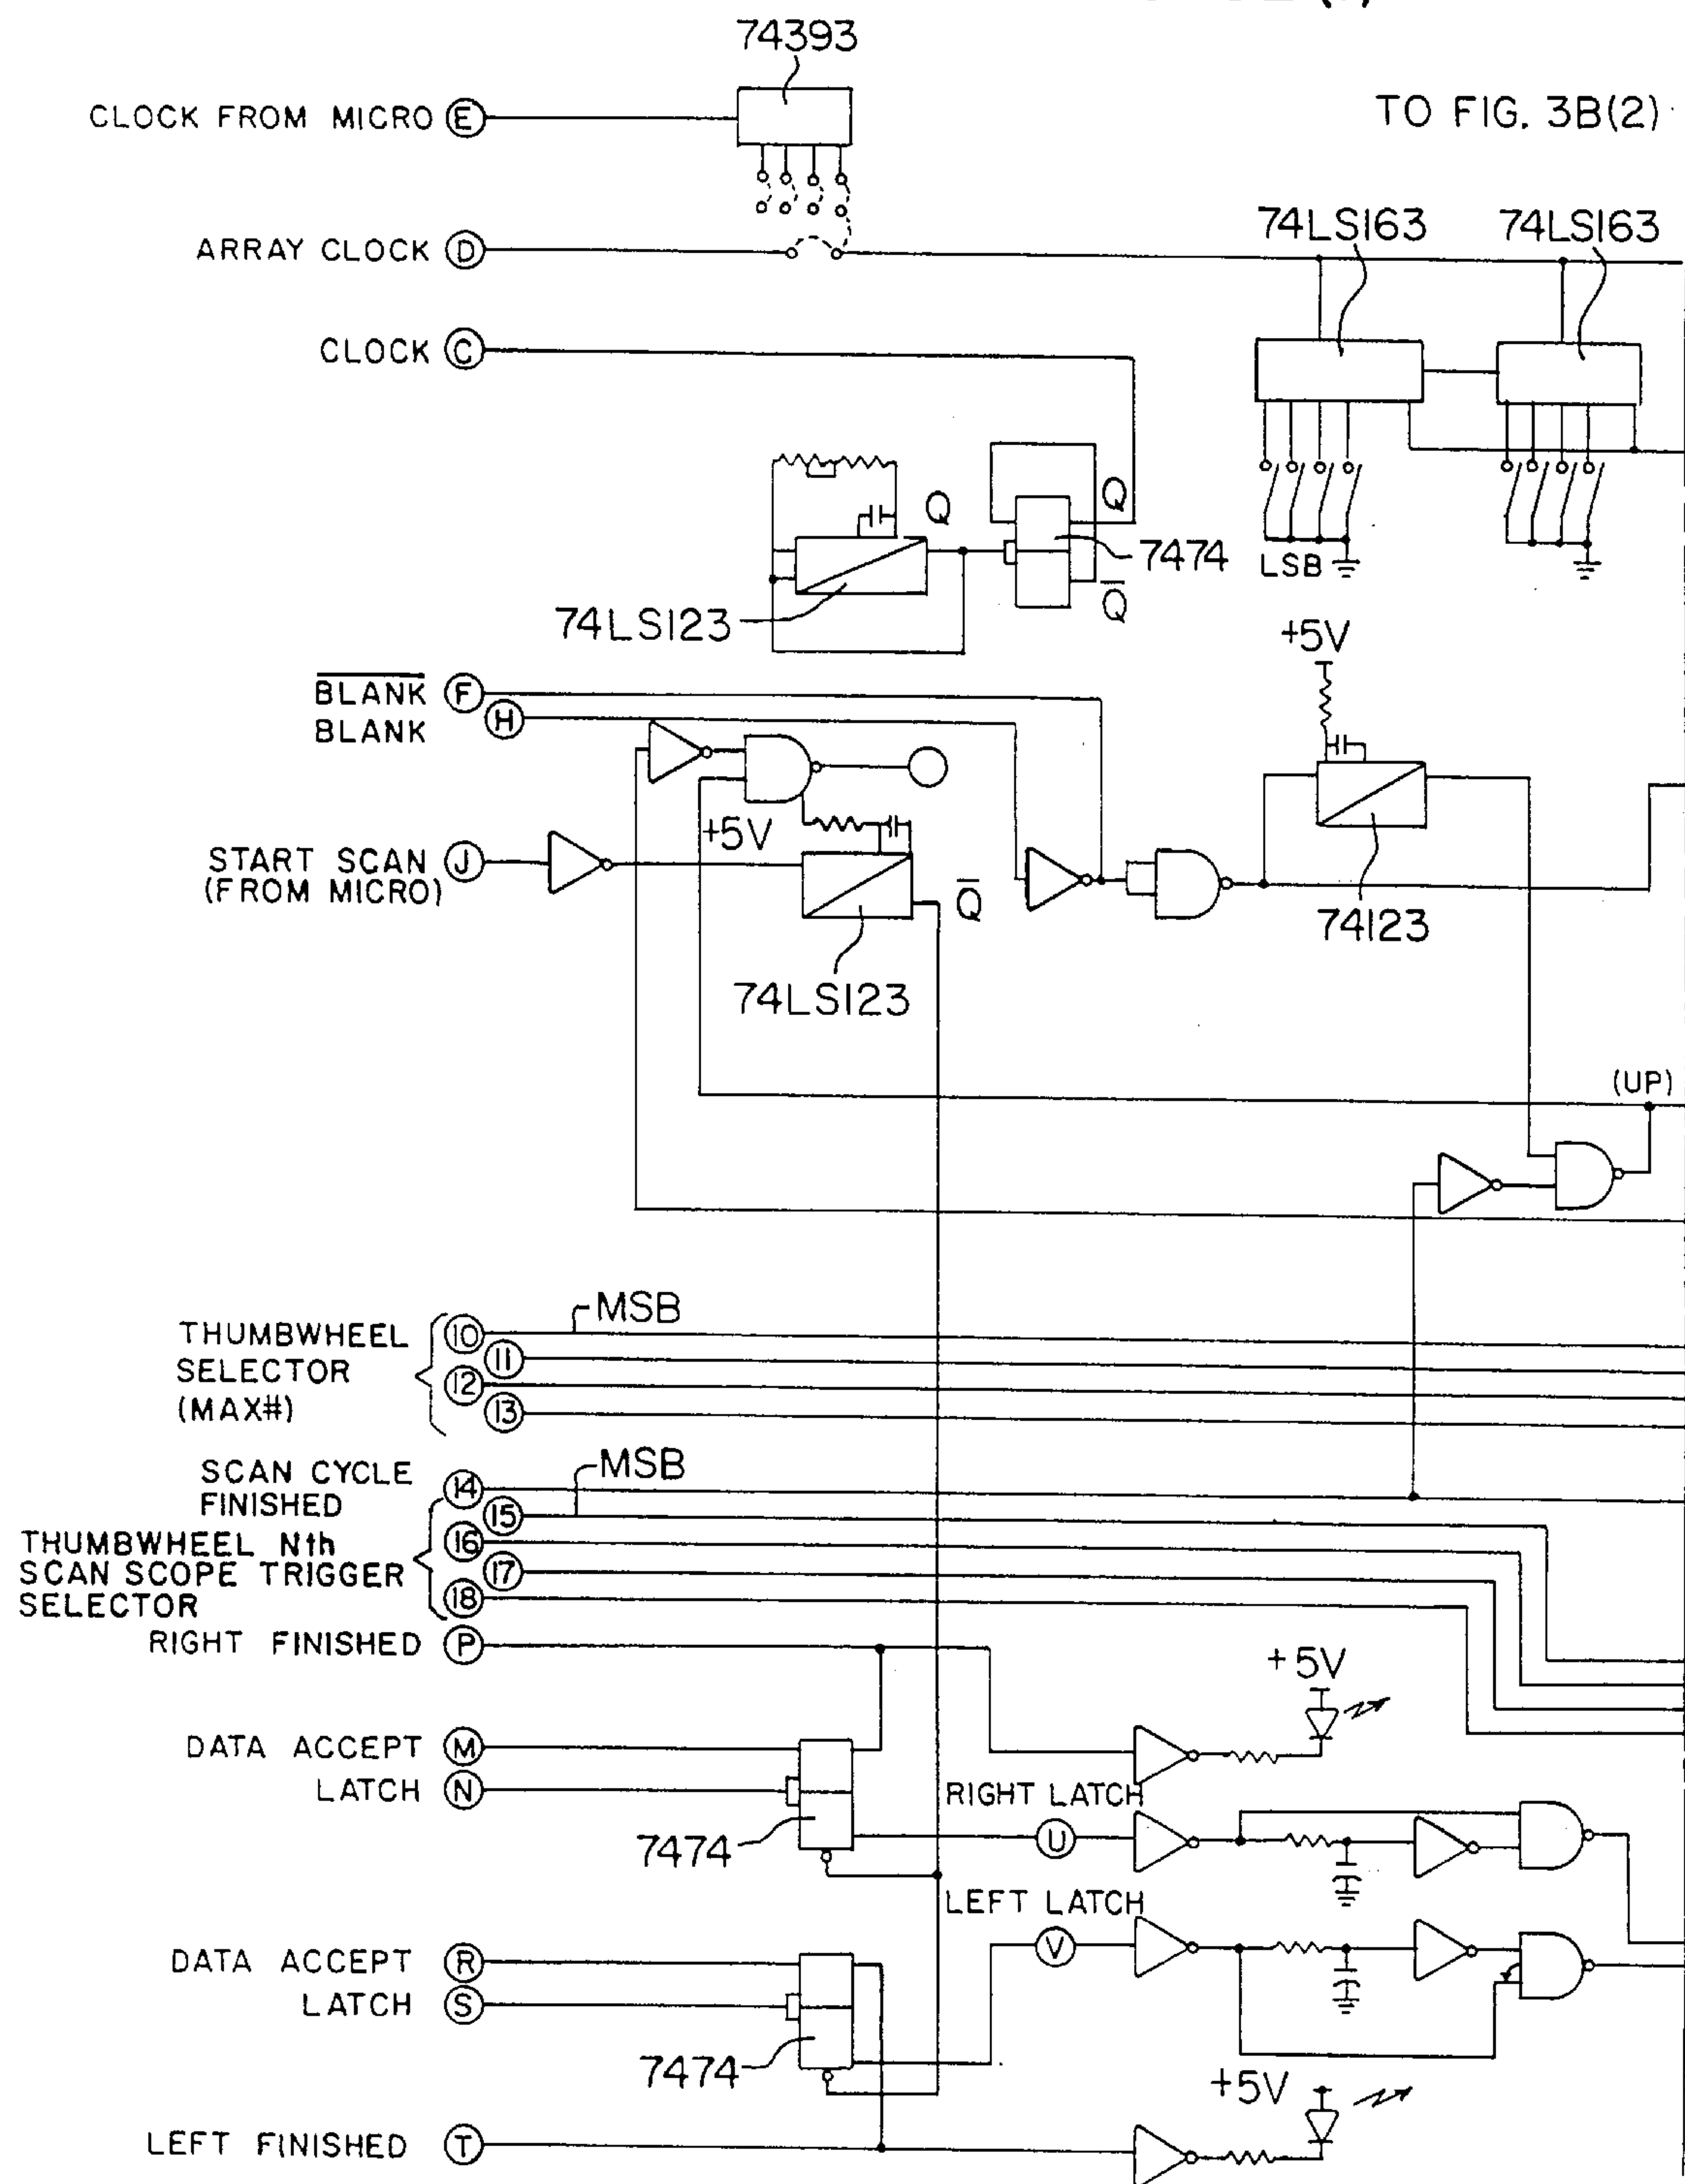 74393
CLOCK FROM MICRO E
TO FIG. 3B(2)
ARRAY CLOCK D
74LS163
74LS163
CLOCK C
Q
7474
LSB
Q̅
74LS123
+5V
B̅L̅A̅N̅K̅ F
BLANK H
+5V
START SCAN J
(FROM MICRO)
Q̅
74123
74LS123
(UP)
MSB
THUMBWHEEL
SELECTOR
(MAX#)
10
11
12
13
MSB
SCAN CYCLE
FINISHED
14
15
THUMBWHEEL Nth
SCAN SCOPE TRIGGER
SELECTOR
16
17
18
RIGHT FINISHED P
+5V
DATA ACCEPT M
LATCH N
RIGHT LATCH
U
7474
LEFT LATCH
V
DATA ACCEPT R
LATCH S
7474
+5V
LEFT FINISHED T
Q